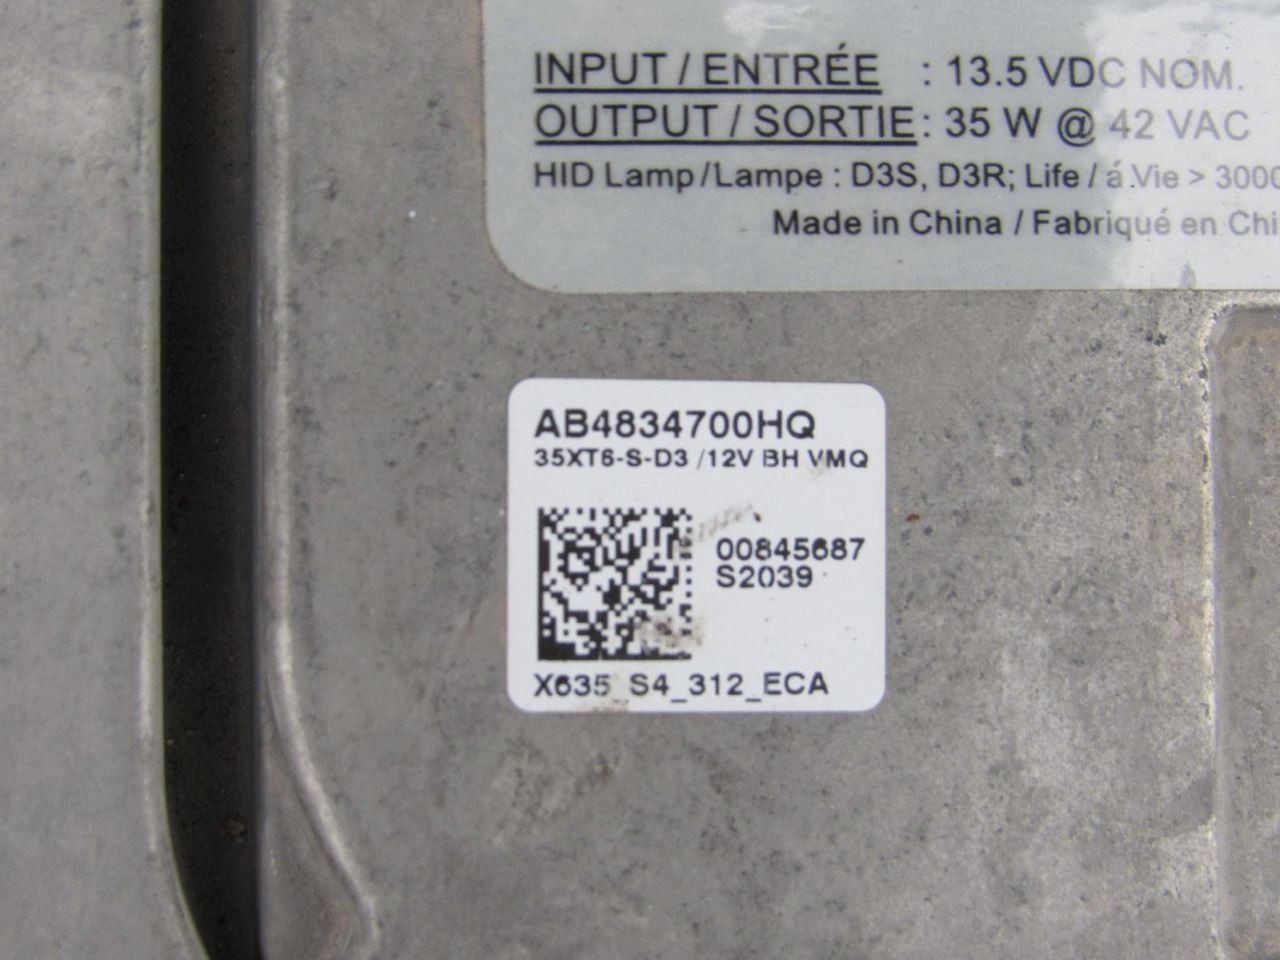 INPUT / ENTRÉE : 13.5 VDC NOM.
OUTPUT / SORTIE : 35 W @ 42 VAC
HID Lamp/Lampe : D3S, D3R; Life / á.Vie > 3000
Made in China / Fabriqué en Chi
AB4834700HQ
35XT6-S-D3 /12V BH VMQ
00845687
S2039
X635_S4_312_ECA